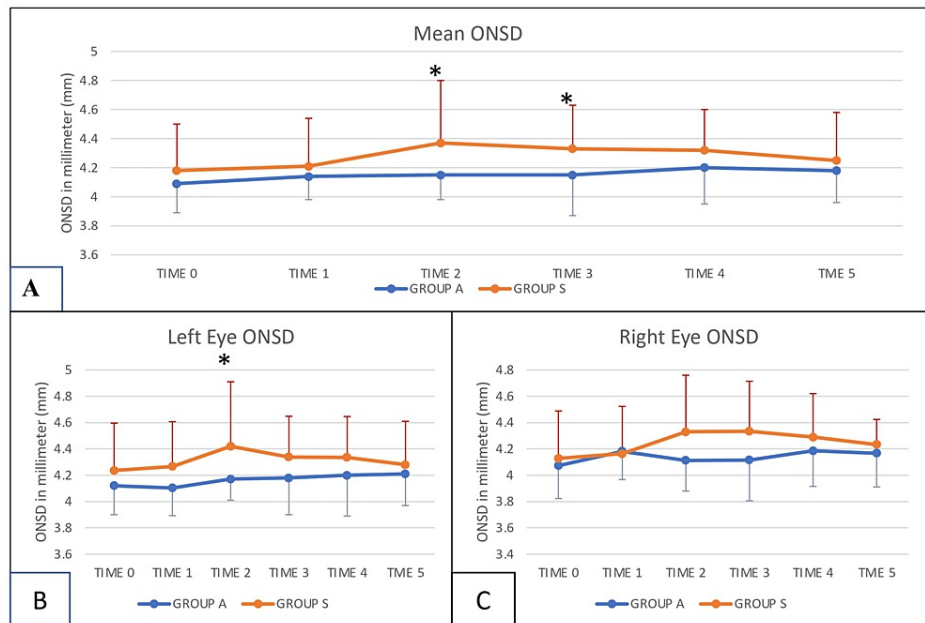 Mean ONSD
ONSD in millimeter (mm)
5
4.8
4.6
4.4
4.2
4
3.8
3.6
*
*
TIME 0 TIME 1 TIME 2 TIME 3 TIME 4 TME 5
GROUP A GROUP S
A
Left Eye ONSD
ONSD in millimeter (mm)
5
4.8
4.6
4.4
4.2
4
3.8
3.6
*
TIME 0 TIME 1 TIME 2 TIME 3 TIME 4 TME 5
GROUP A GROUP S
B
Right Eye ONSD
ONSD in millimeter (mm)
4.8
4.6
4.4
4.2
4
3.8
3.6
3.4
TIME 0 TIME 1 TIME 2 TIME 3 TIME 4 TME 5
GROUP A GROUP S
C